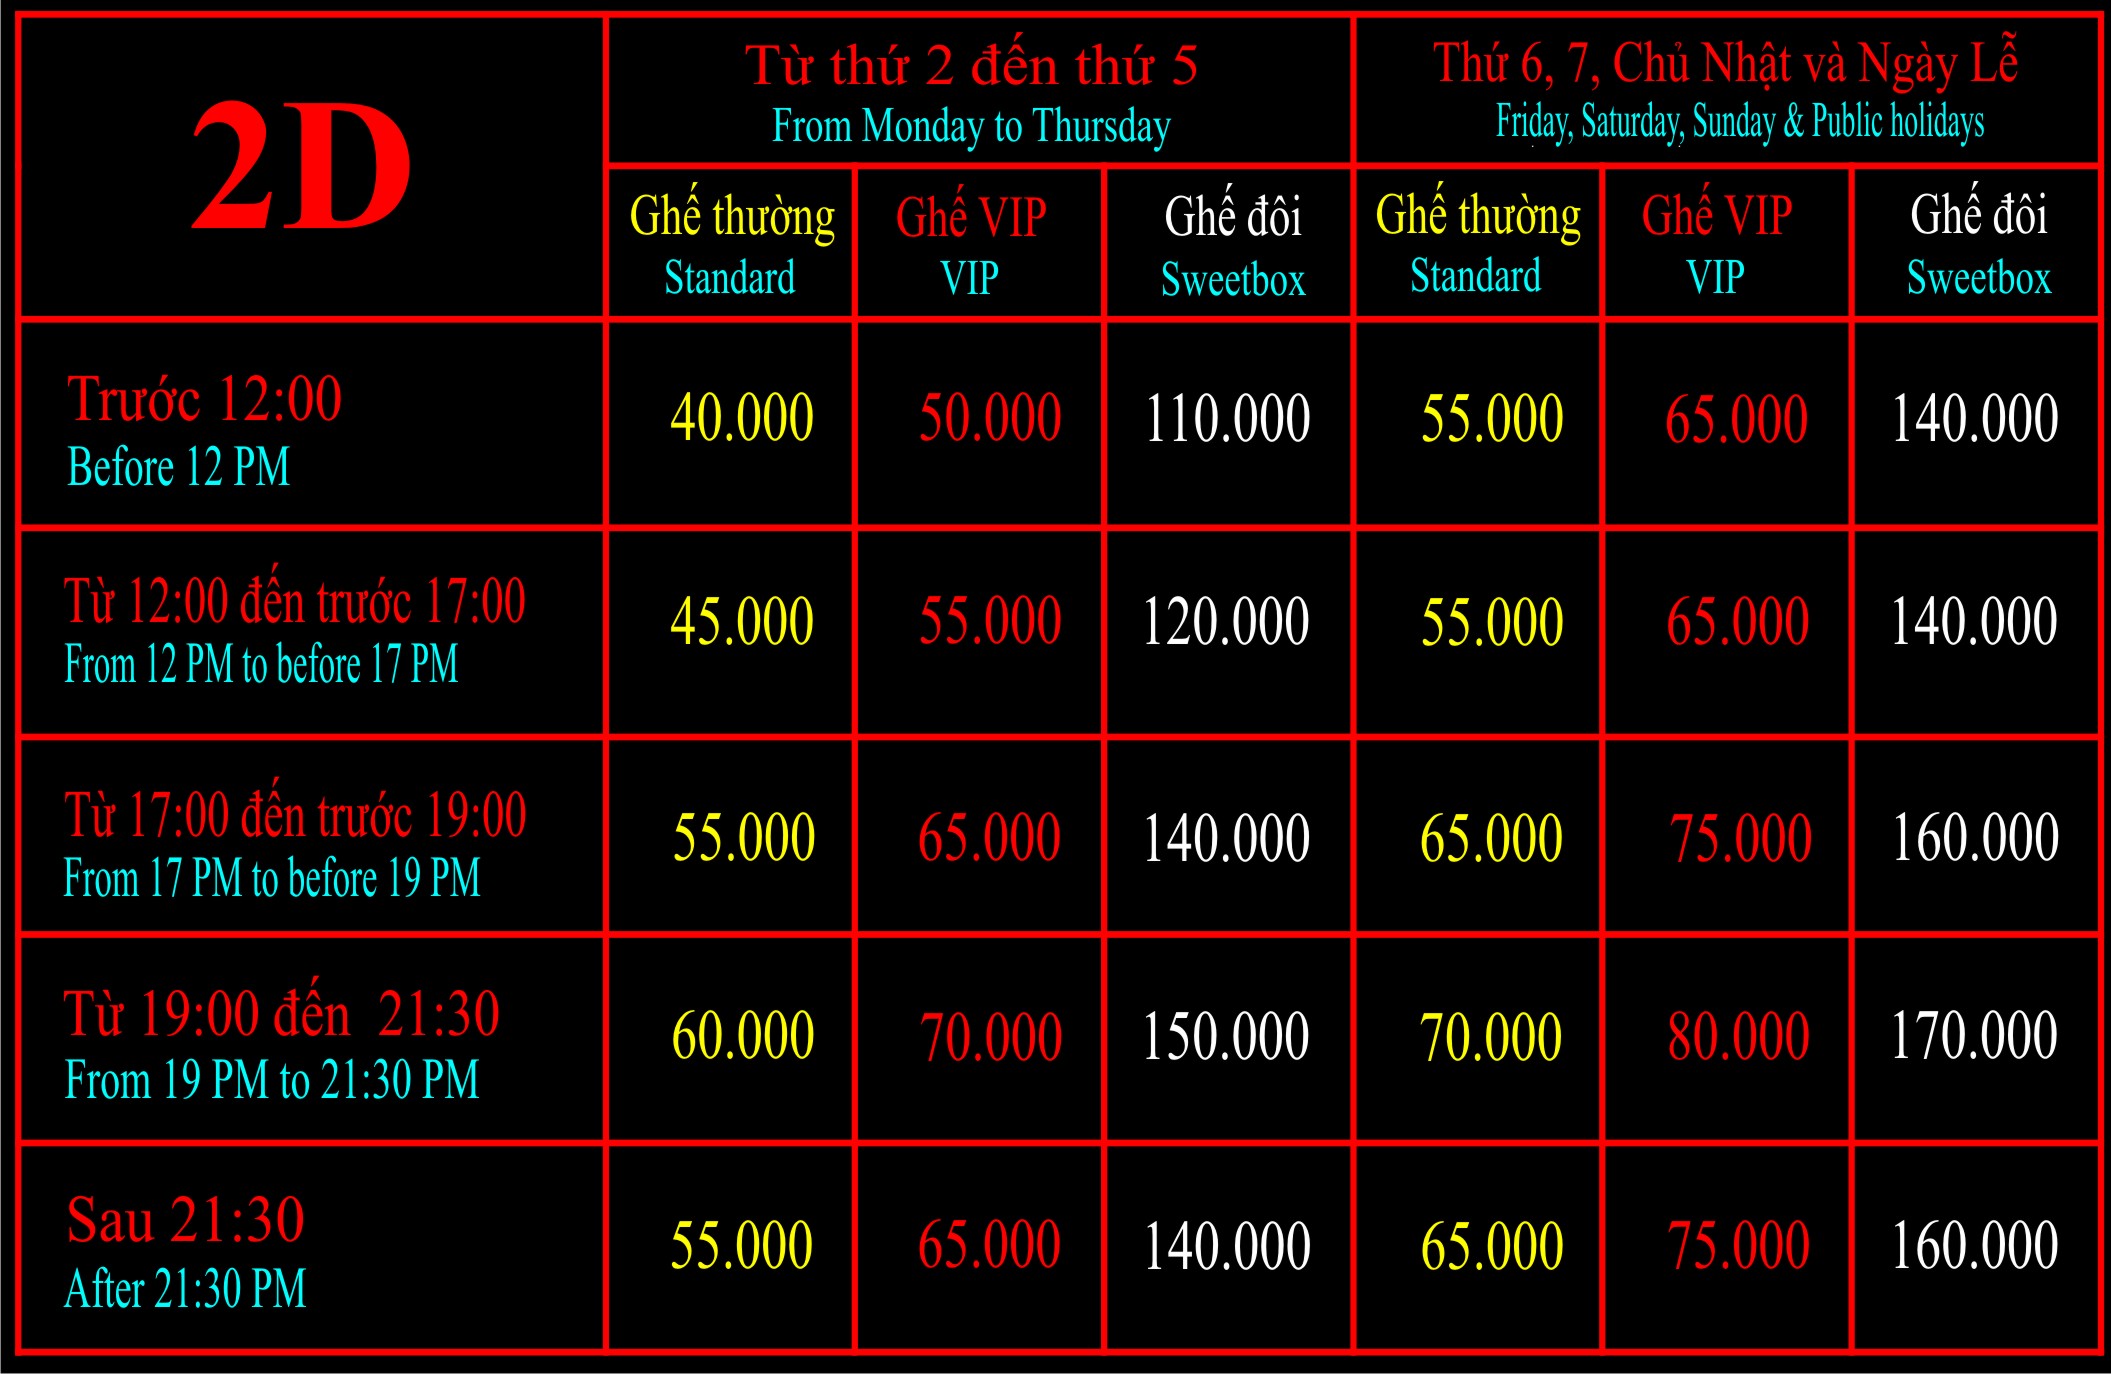 2D
Từ thứ 2 đến thứ 5
From Monday to Thursday
Thứ 6, 7, Chủ Nhật và Ngày Lễ
Friday, Saturday, Sunday & Public holidays
Ghế thường
Standard
Ghế VIP
VIP
Ghế đôi
Sweetbox
Ghế thường
Standard
Ghế VIP
VIP
Ghế đôi
Sweetbox
Trước 12:00
Before 12 PM
40.000
50.000
110.000
55.000
65.000
140.000
Từ 12:00 đến trước 17:00
From 12 PM to before 17 PM
45.000
55.000
120.000
55.000
65.000
140.000
Từ 17:00 đến trước 19:00
From 17 PM to before 19 PM
55.000
65.000
140.000
65.000
75.000
160.000
Từ 19:00 đến 21:30
From 19 PM to 21:30 PM
60.000
70.000
150.000
70.000
80.000
170.000
Sau 21:30
After 21:30 PM
55.000
65.000
140.000
65.000
75.000
160.000